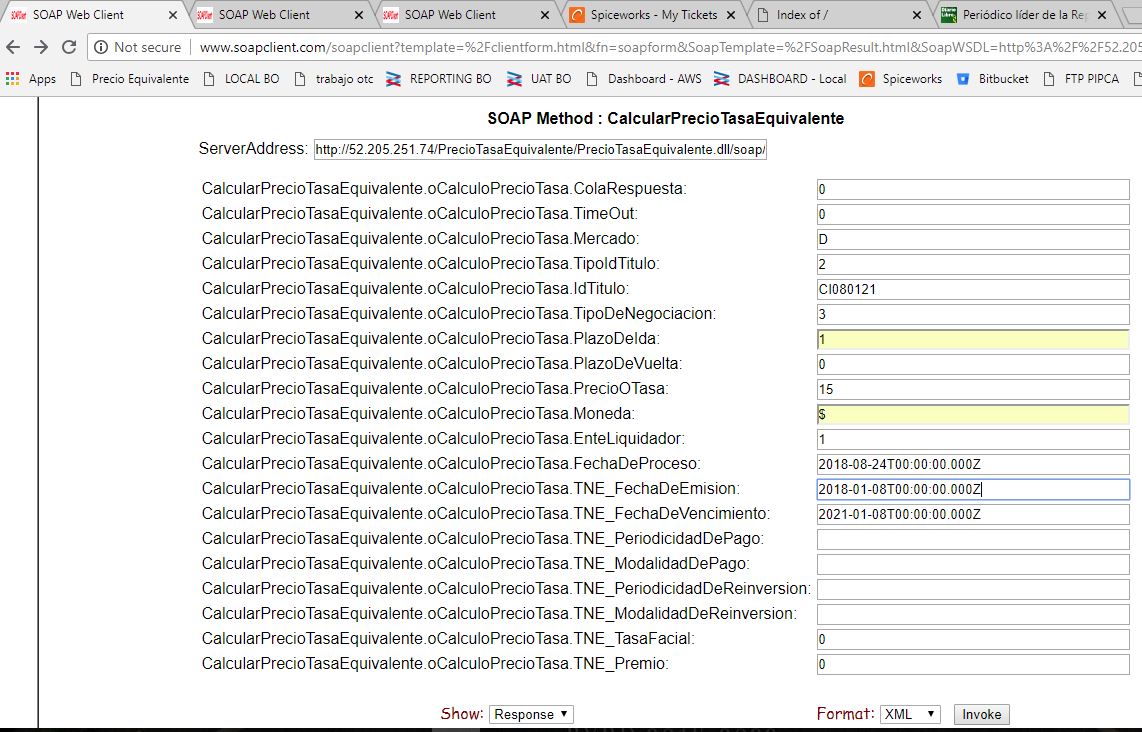 SOAP Web Client
SOAP Web Client
SOAP Web Client
Spiceworks - My Tickets
Index of /
Periódico líder de la Rep
Not secure
www.soapclient.com/soapclient?template=%2Fclientform.html&fn=soapform&SoapTemplate=%2FSoapResult.html&SoapWSDL=http%3A%2F%2F52.205
Apps
Precio Equivalente
LOCAL BO
trabajo otc
REPORTING BO
UAT BO
Dashboard - AWS
DASHBOARD - Local
Spiceworks
Bitbucket
FTP PIPCA
SOAP Method : CalcularPrecioTasaEquivalente
ServerAddress: http://52.205.251.74/PrecioTasaEquivalente/PrecioTasaEquivalente.dll/soap/
CalcularPrecioTasaEquivalente.oCalculoPrecioTasa.ColaRespuesta: 0
CalcularPrecioTasaEquivalente.oCalculoPrecioTasa.TimeOut: 0
CalcularPrecioTasaEquivalente.oCalculoPrecioTasa.Mercado: D
CalcularPrecioTasaEquivalente.oCalculoPrecioTasa.TipoIdTitulo: 2
CalcularPrecioTasaEquivalente.oCalculoPrecioTasa.IdTitulo: CI080121
CalcularPrecioTasaEquivalente.oCalculoPrecioTasa.TipoDeNegociacion: 3
CalcularPrecioTasaEquivalente.oCalculoPrecioTasa.PlazoDeIda: 1
CalcularPrecioTasaEquivalente.oCalculoPrecioTasa.PlazoDeVuelta: 0
CalcularPrecioTasaEquivalente.oCalculoPrecioTasa.PrecioOTasa: 15
CalcularPrecioTasaEquivalente.oCalculoPrecioTasa.Moneda: $
CalcularPrecioTasaEquivalente.oCalculoPrecioTasa.EnteLiquidador: 1
CalcularPrecioTasaEquivalente.oCalculoPrecioTasa.FechaDeProceso: 2018-08-24T00:00:00.000Z
CalcularPrecioTasaEquivalente.oCalculoPrecioTasa.TNE_FechaDeEmision: 2018-01-08T00:00:00.000Z
CalcularPrecioTasaEquivalente.oCalculoPrecioTasa.TNE_FechaDeVencimiento: 2021-01-08T00:00:00.000Z
CalcularPrecioTasaEquivalente.oCalculoPrecioTasa.TNE_PeriodicidadDePago:
CalcularPrecioTasaEquivalente.oCalculoPrecioTasa.TNE_ModalidadDePago:
CalcularPrecioTasaEquivalente.oCalculoPrecioTasa.TNE_PeriodicidadDeReinversion:
CalcularPrecioTasaEquivalente.oCalculoPrecioTasa.TNE_ModalidadDeReinversion:
CalcularPrecioTasaEquivalente.oCalculoPrecioTasa.TNE_TasaFacial: 0
CalcularPrecioTasaEquivalente.oCalculoPrecioTasa.TNE_Premio: 0
Show: Response Format: XML Invoke